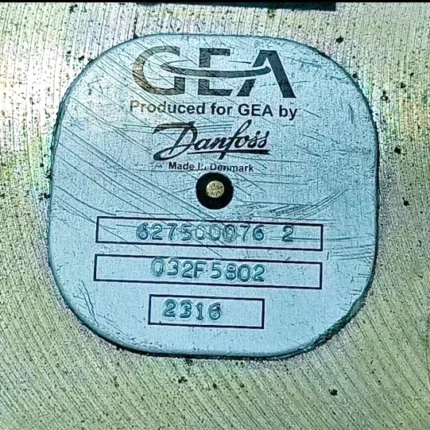 GEA
Produced for GEA by
Danfoss
Made in Denmark
627500076 2
032F5802
2316